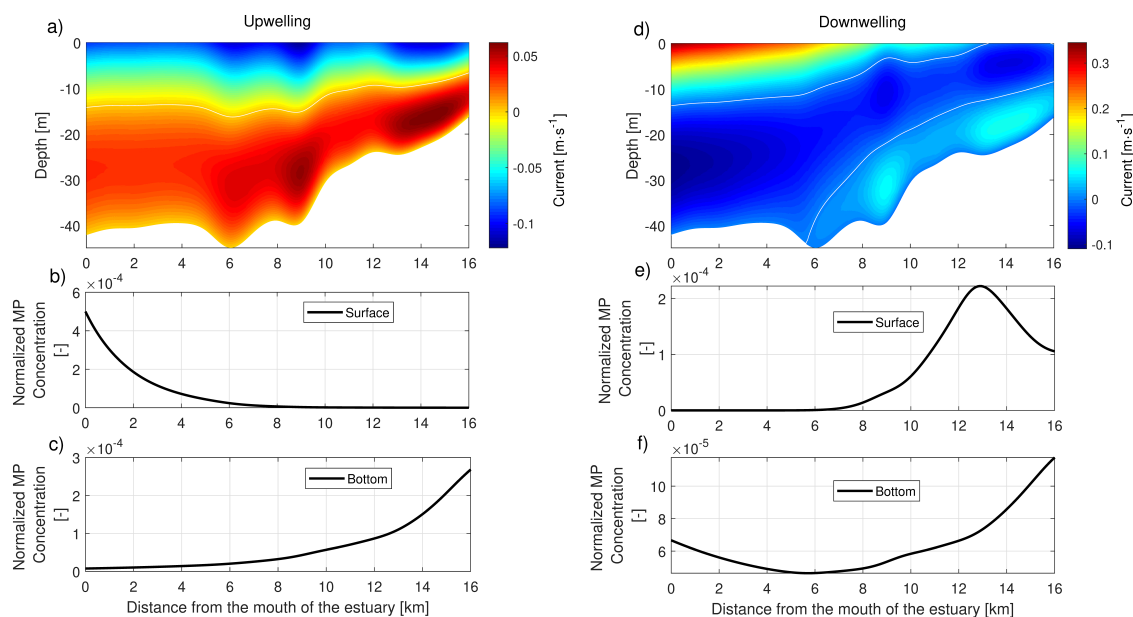 a)
Upwelling
0
-10
-20
-30
-40
Depth [m]
0 2 4 6 8 10 12 14 16
0.05
0
-0.05
-0.1
Current [m·s⁻¹]
b)
×10⁻⁴
6
4
2
0
Normalized MP
Concentration
[-]
Surface
0 2 4 6 8 10 12 14 16
c)
×10⁻⁴
3
2
1
0
Normalized MP
Concentration
[-]
Bottom
0 2 4 6 8 10 12 14 16
Distance from the mouth of the estuary [km]
d)
Downwelling
0
-10
-20
-30
-40
Depth [m]
0 2 4 6 8 10 12 14 16
0.3
0.2
0.1
0
-0.1
Current [m·s⁻¹]
e)
×10⁻⁴
2
1
0
Normalized MP
Concentration
[-]
Surface
0 2 4 6 8 10 12 14 16
f)
×10⁻⁵
10
8
6
Normalized MP
Concentration
[-]
Bottom
0 2 4 6 8 10 12 14 16
Distance from the mouth of the estuary [km]